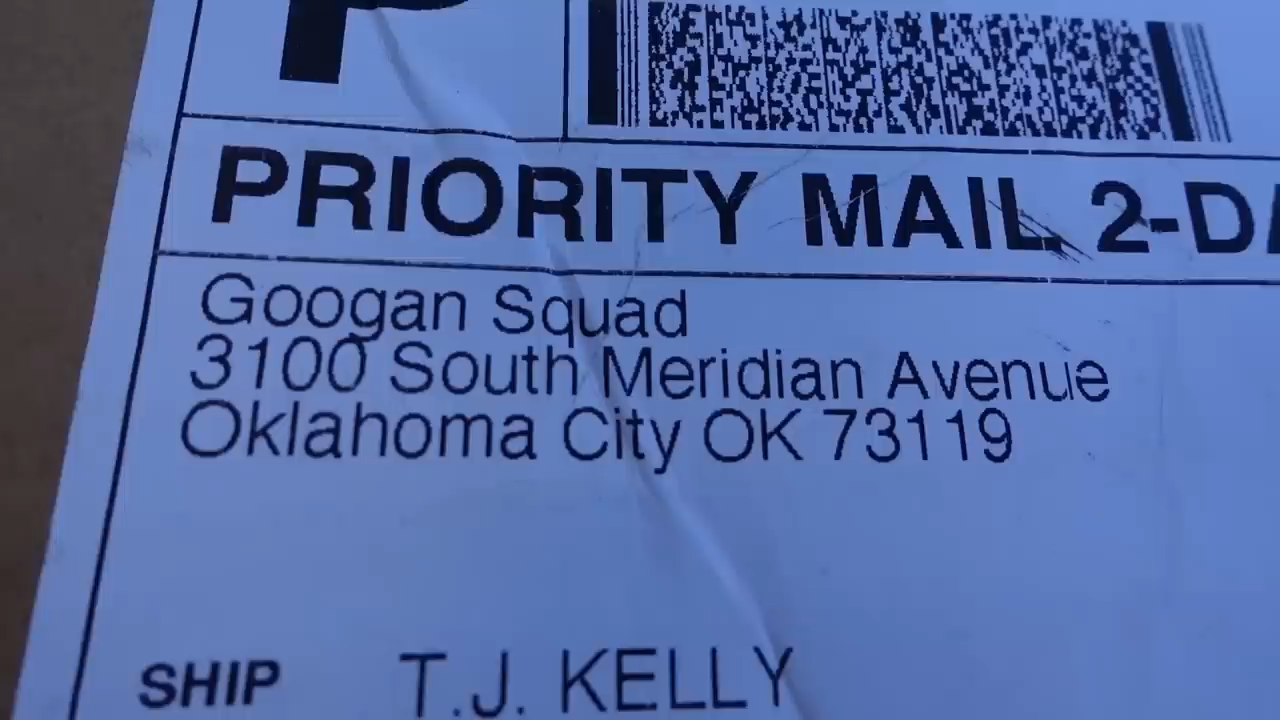 P
PRIORITY MAIL 2-DA
Googan Squad
3100 South Meridian Avenue
Oklahoma City OK 73119
SHIP T.J. KELLY